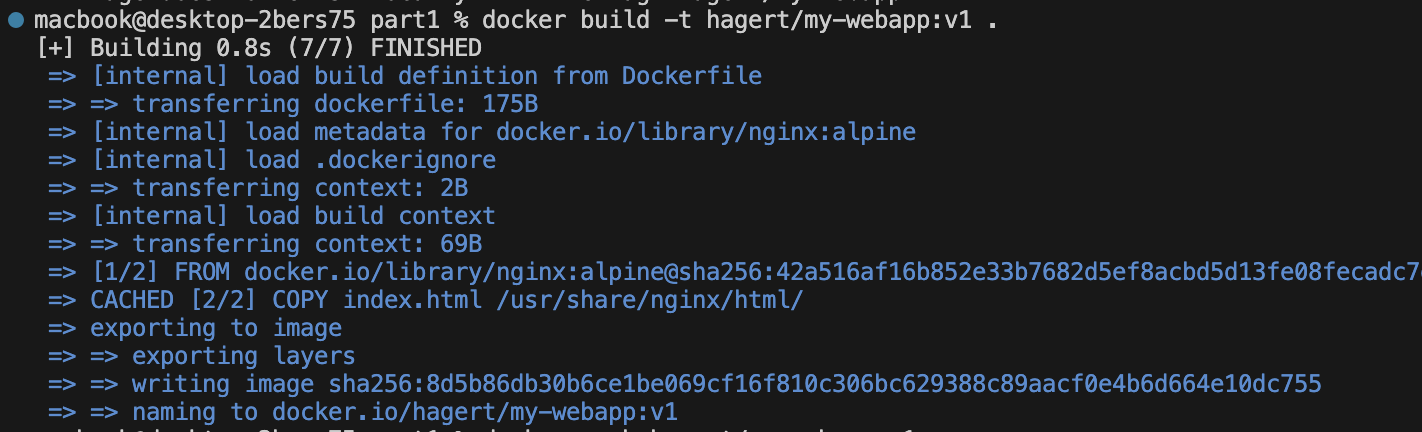 macbook@desktop-2bers75 part1 % docker build -t hagert/my-webapp:v1 .
[+] Building 0.8s (7/7) FINISHED
=> [internal] load build definition from Dockerfile
=> => transferring dockerfile: 175B
=> [internal] load metadata for docker.io/library/nginx:alpine
=> [internal] load .dockerignore
=> => transferring context: 2B
=> [internal] load build context
=> => transferring context: 69B
=> [1/2] FROM docker.io/library/nginx:alpine@sha256:42a516af16b852e33b7682d5ef8acbd5d13fe08fecadc7
=> CACHED [2/2] COPY index.html /usr/share/nginx/html/
=> exporting to image
=> => exporting layers
=> => writing image sha256:8d5b86db30b6ce1be069cf16f810c306bc629388c89aacf0e4b6d664e10dc755
=> => naming to docker.io/hagert/my-webapp:v1